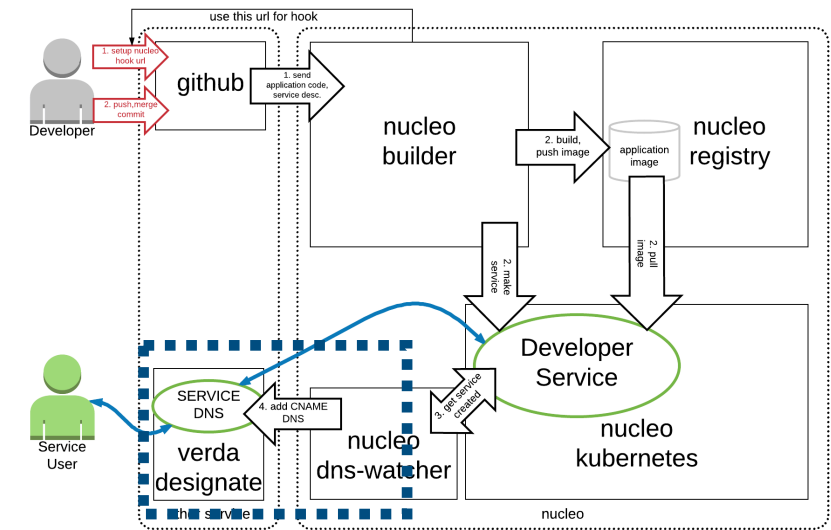 use this url for hook
1. setup nucleo
hook url
2. push,merge
commit
Developer
github
1. send
application code,
service desc.
nucleo
builder
2. build,
push image
application
image
nucleo
registry
2. make
service
2. pull
image
Developer
Service
3. get service
created
nucleo
kubernetes
SERVICE
DNS
4. add CNAME
DNS
nucleo
dns-watcher
verda
designate
Service
User
service
nucleo